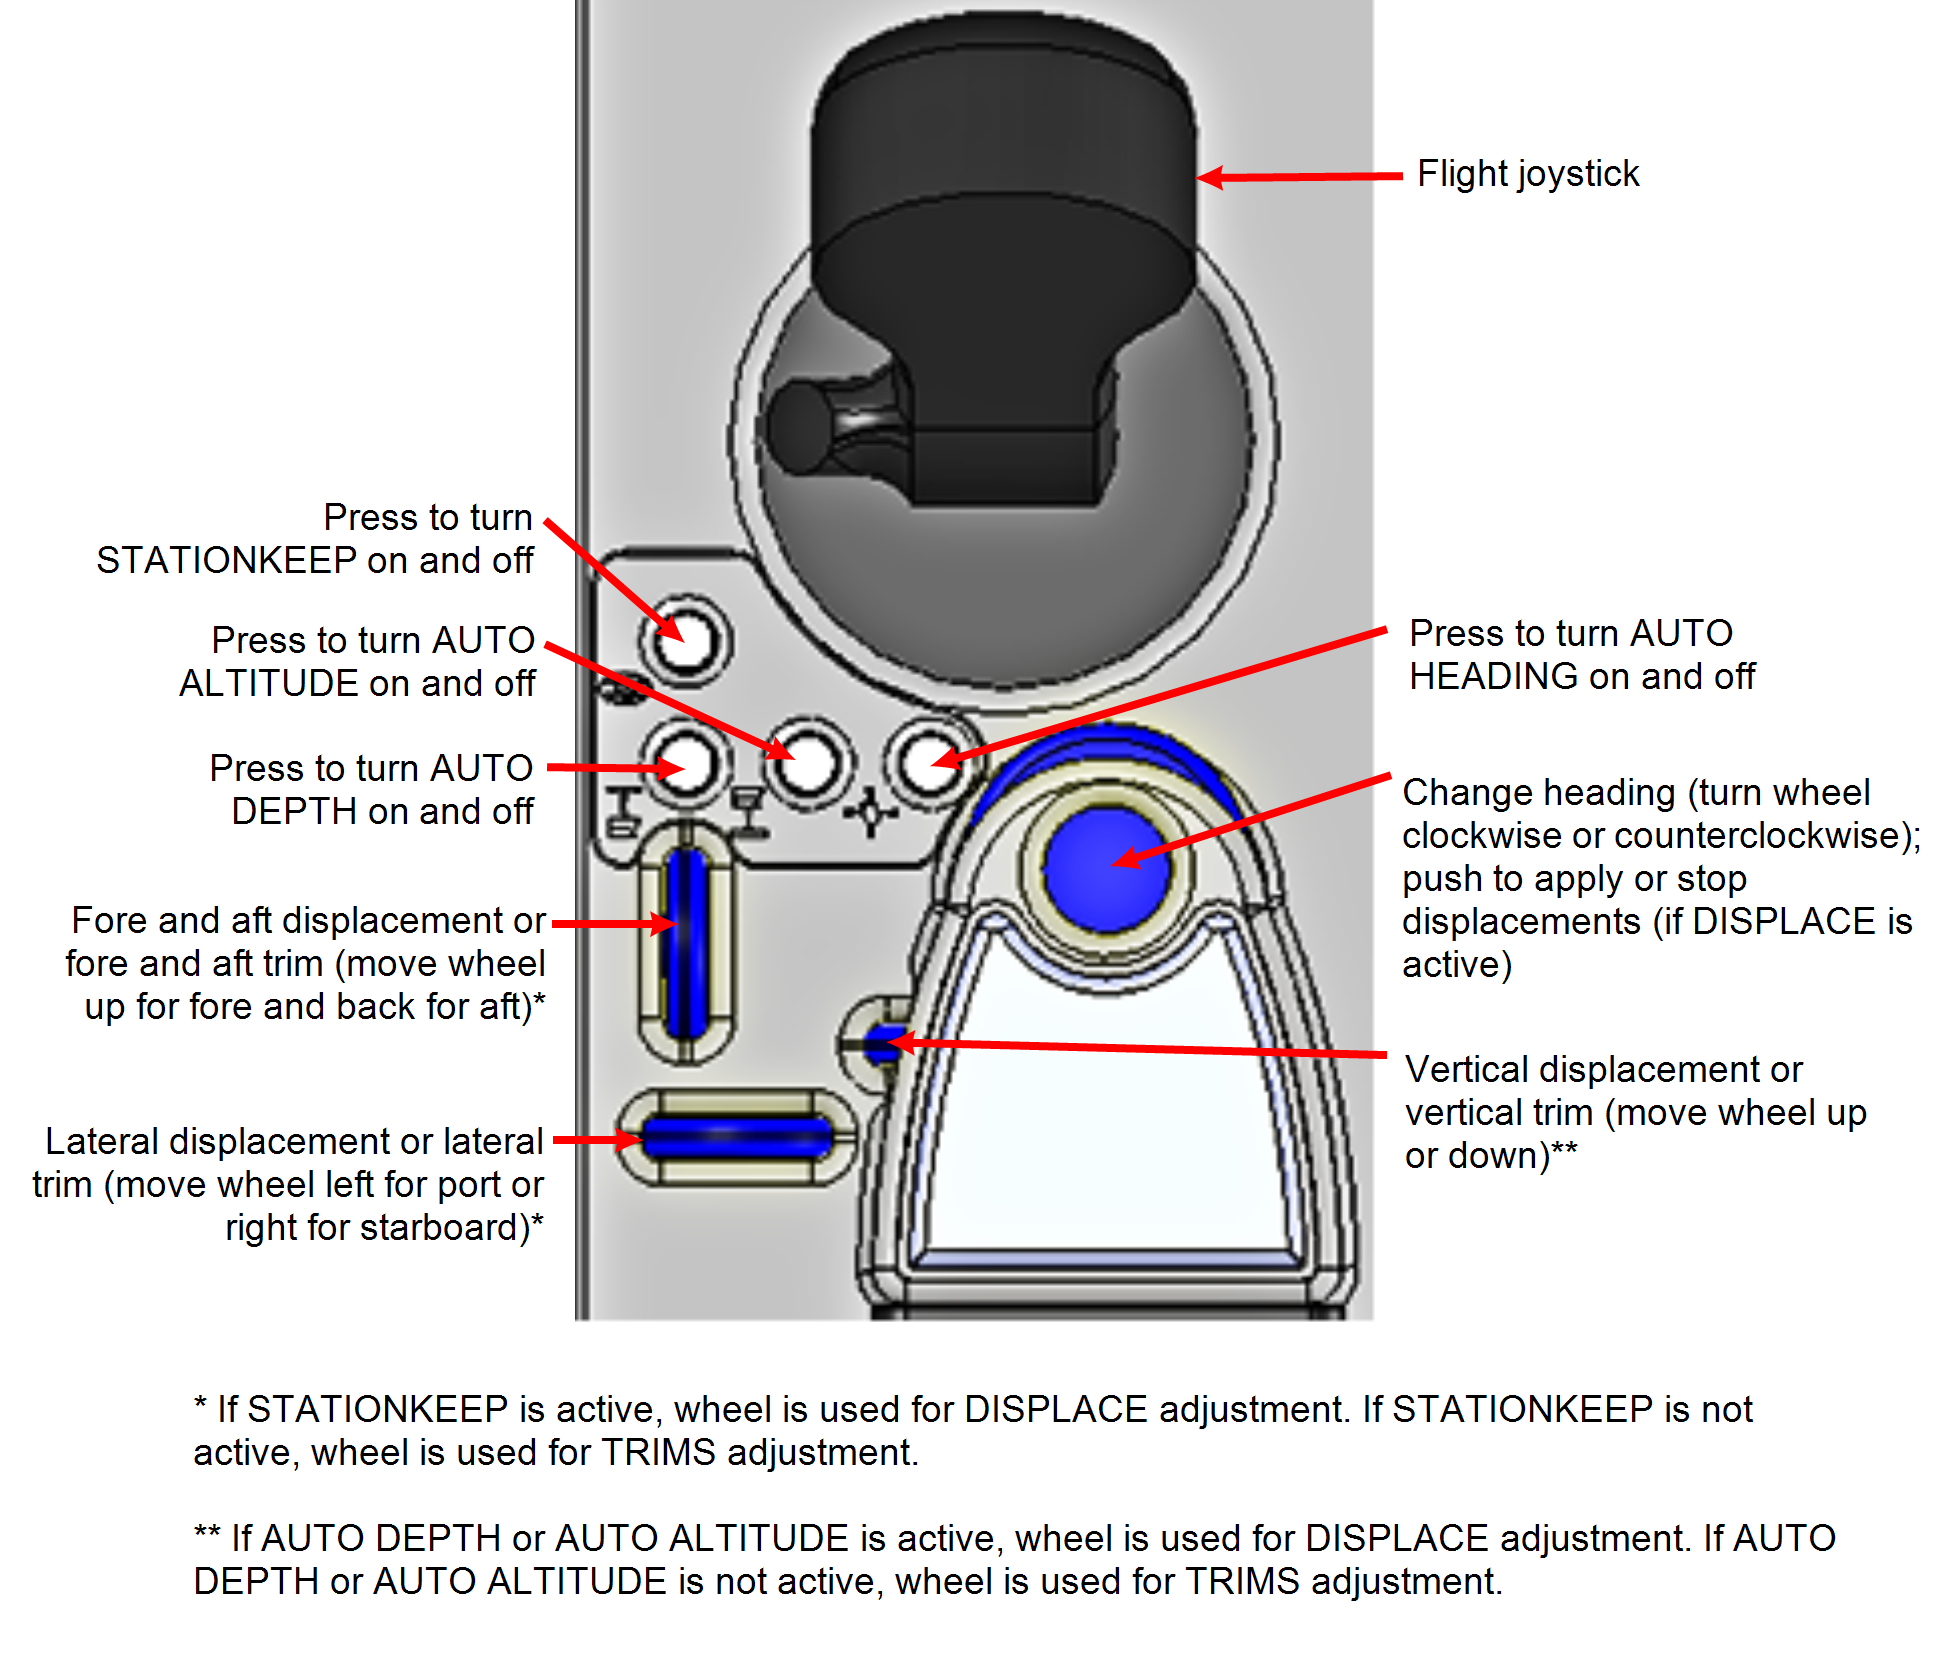 Flight joystick
Press to turn
STATIONKEEP on and off
Press to turn AUTO
ALTITUDE on and off
Press to turn AUTO
DEPTH on and off
Fore and aft displacement or
fore and aft trim (move wheel
up for fore and back for aft)*
Lateral displacement or lateral
trim (move wheel left for port or
right for starboard)*
Press to turn AUTO
HEADING on and off
Change heading (turn wheel
clockwise or counterclockwise);
push to apply or stop
displacements (if DISPLACE is
active)
Vertical displacement or
vertical trim (move wheel up
or down)**
* If STATIONKEEP is active, wheel is used for DISPLACE adjustment. If STATIONKEEP is not
active, wheel is used for TRIMS adjustment.
** If AUTO DEPTH or AUTO ALTITUDE is active, wheel is used for DISPLACE adjustment. If AUTO
DEPTH or AUTO ALTITUDE is not active, wheel is used for TRIMS adjustment.